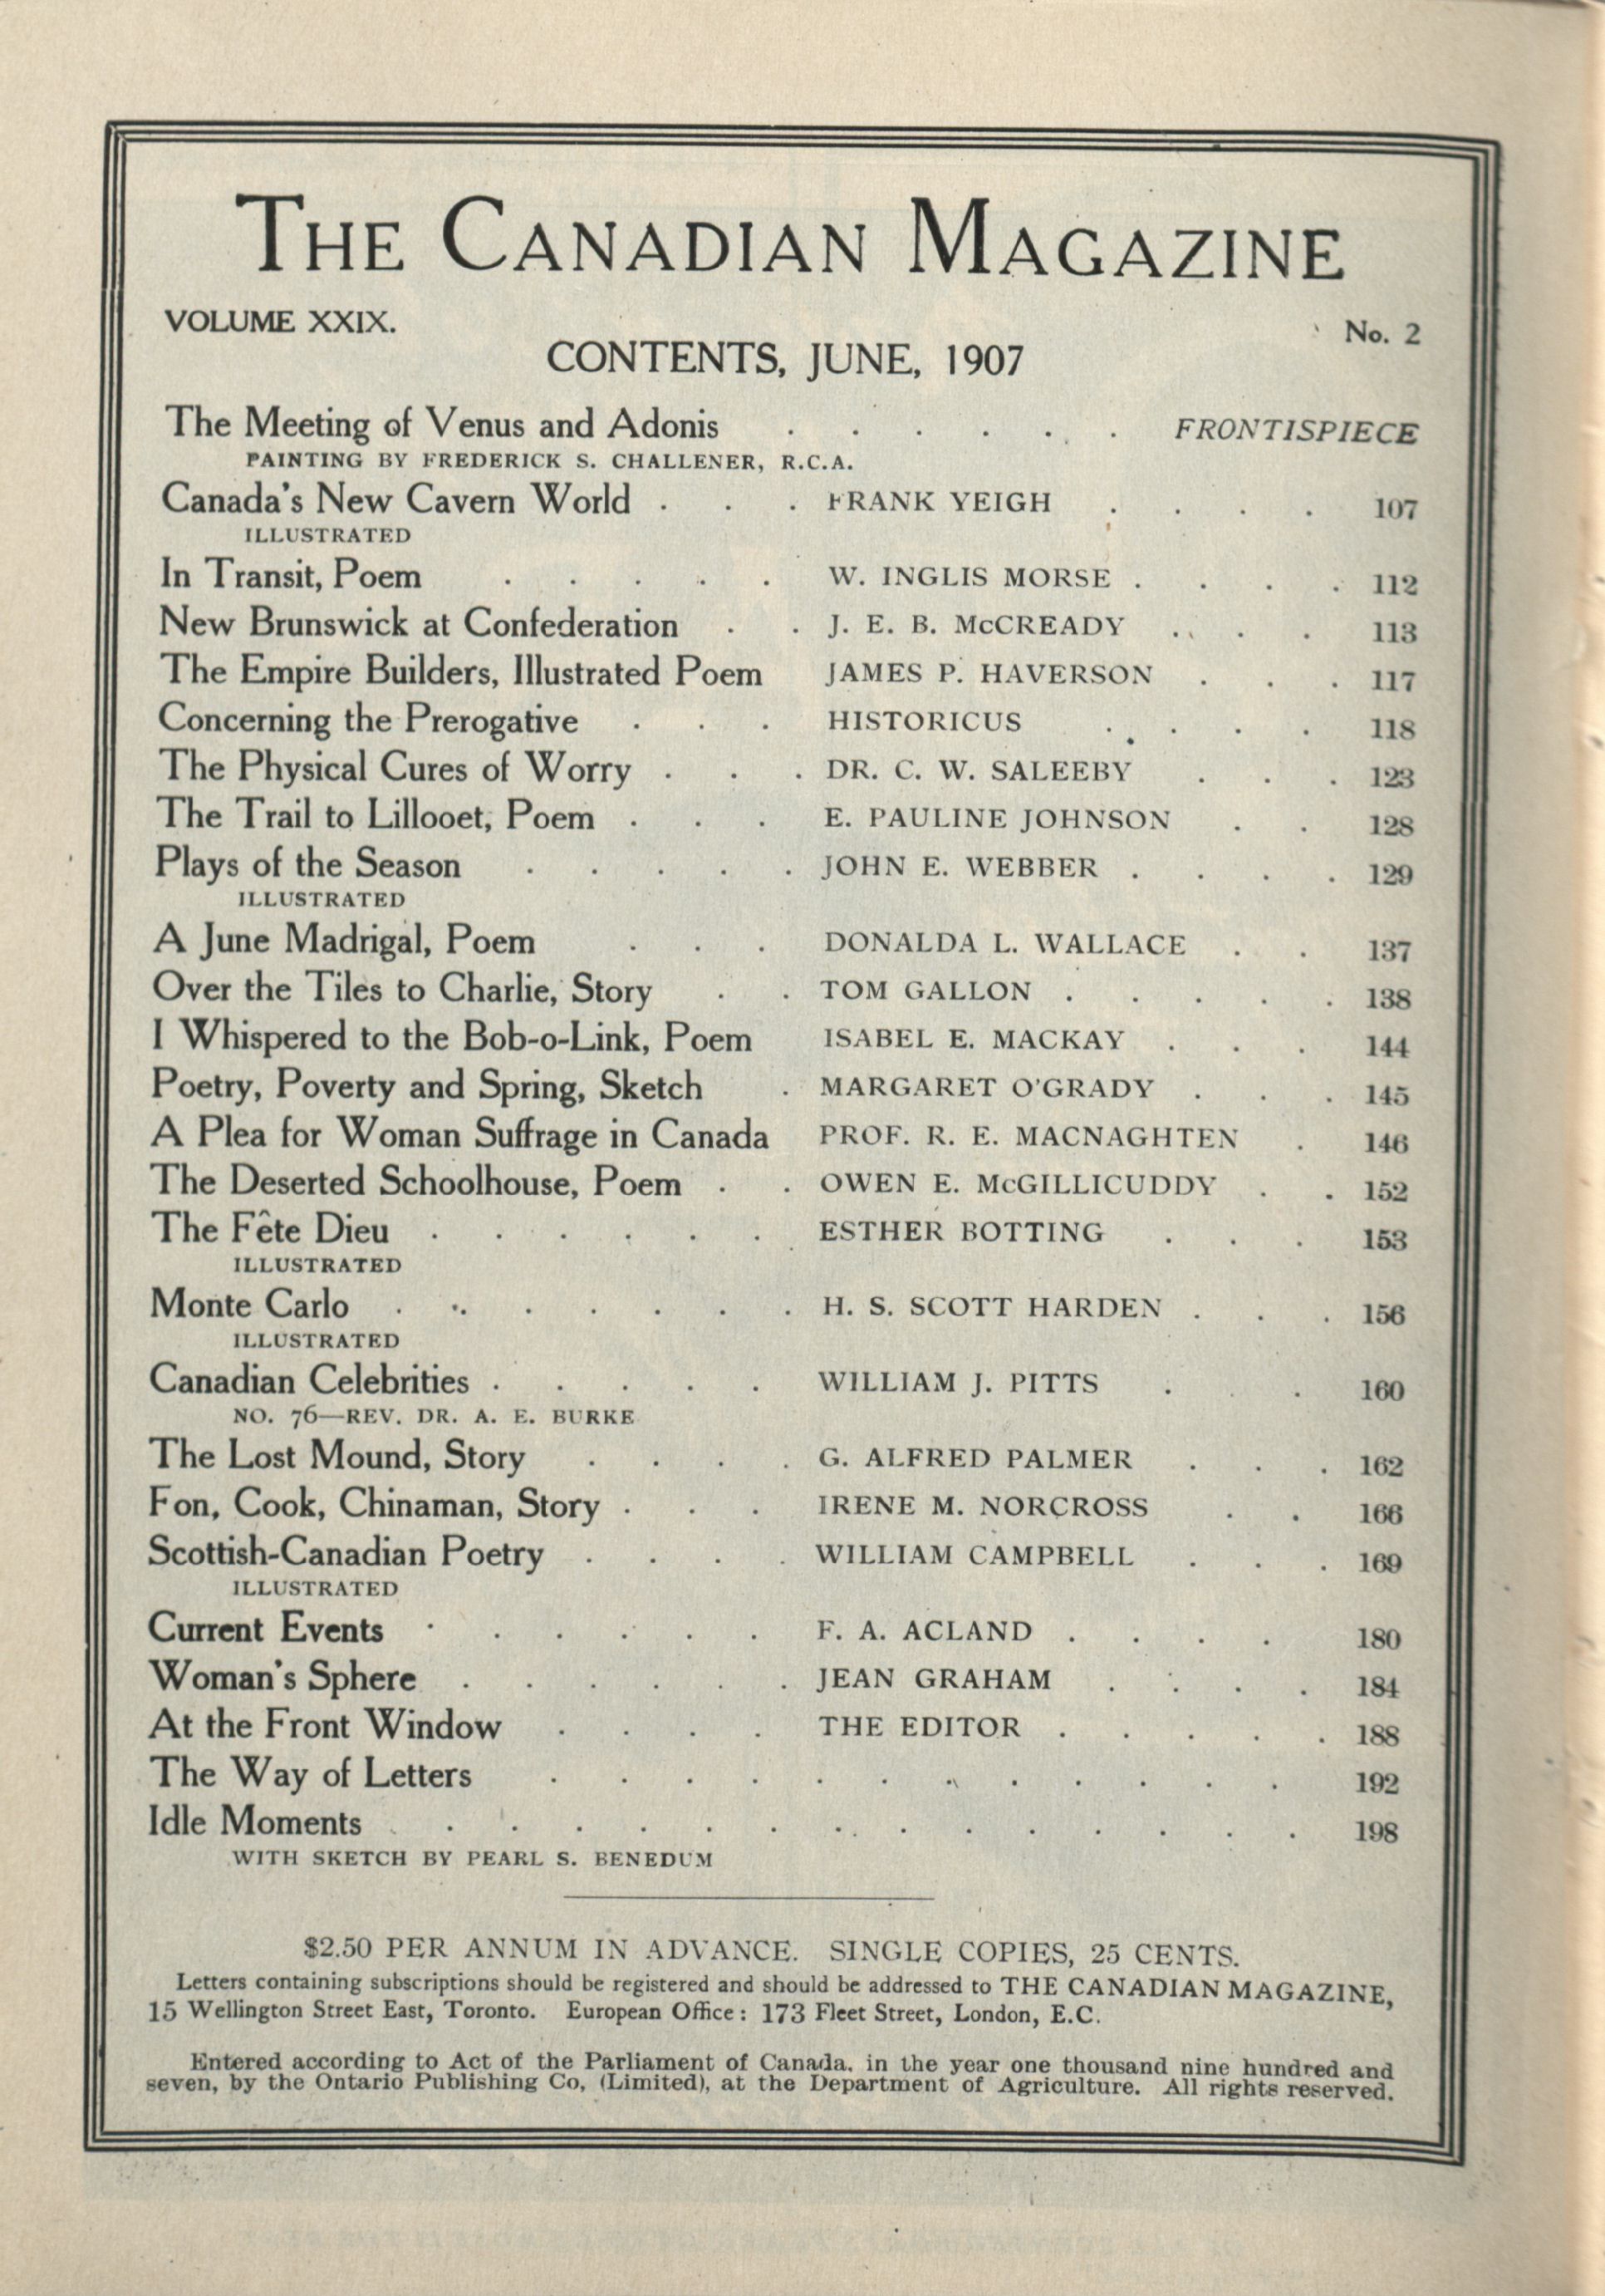 THE CANADIAN MAGAZINE
VOLUME XXIX.
No. 2
CONTENTS, JUNE, 1907
The Meeting of Venus and Adonis . . . . . . FRONTISPIECE
PAINTING BY FREDERICK S. CHALLENER, R.C.A.
Canada's New Cavern World . . . FRANK YEIGH . . . . 107
ILLUSTRATED
In Transit, Poem . . . . . W. INGLIS MORSE . . . . 112
New Brunswick at Confederation . . J. E. B. McCREADY . . . 113
The Empire Builders, Illustrated Poem JAMES P. HAVERSON . . . 117
Concerning the Prerogative . . . HISTORICUS . . . . 118
The Physical Cures of Worry . . . DR. C. W. SALEEBY . . . 123
The Trail to Lillooet, Poem . . . E. PAULINE JOHNSON . . 128
Plays of the Season . . . . . JOHN E. WEBBER . . . . 129
ILLUSTRATED
A June Madrigal, Poem . . . DONALDA L. WALLACE . . 137
Over the Tiles to Charlie, Story . . TOM GALLON . . . . . 138
I Whispered to the Bob-o-Link, Poem ISABEL E. MACKAY . . . 144
Poetry, Poverty and Spring, Sketch . MARGARET O'GRADY . . . 145
A Plea for Woman Suffrage in Canada PROF. R. E. MACNAGHTEN . 146
The Deserted Schoolhouse, Poem . . OWEN E. McGILLICUDDY . . 152
The Fête Dieu . . . . . . ESTHER BOTTING . . . 153
ILLUSTRATED
Monte Carlo . . . . . . . H. S. SCOTT HARDEN . . . 156
ILLUSTRATED
Canadian Celebrities . . . . . WILLIAM J. PITTS . . . 160
NO. 76—REV. DR. A. E. BURKE
The Lost Mound, Story . . . . G. ALFRED PALMER . . . 162
Fon, Cook, Chinaman, Story . . . IRENE M. NORCROSS . . 166
Scottish-Canadian Poetry . . . . WILLIAM CAMPBELL . . . 169
ILLUSTRATED
Current Events . . . . . . F. A. ACLAND . . . . 180
Woman's Sphere . . . . . . JEAN GRAHAM . . . . 184
At the Front Window . . . . THE EDITOR . . . . . 188
The Way of Letters . . . . . . . . . . . . 192
Idle Moments . . . . . . . . . . . . . . 198
WITH SKETCH BY PEARL S. BENEDUM
$2.50 PER ANNUM IN ADVANCE. SINGLE COPIES, 25 CENTS.
Letters containing subscriptions should be registered and should be addressed to THE CANADIAN MAGAZINE,
15 Wellington Street East, Toronto. European Office: 173 Fleet Street, London, E.C.
Entered according to Act of the Parliament of Canada, in the year one thousand nine hundred and
seven, by the Ontario Publishing Co, (Limited), at the Department of Agriculture. All rights reserved.